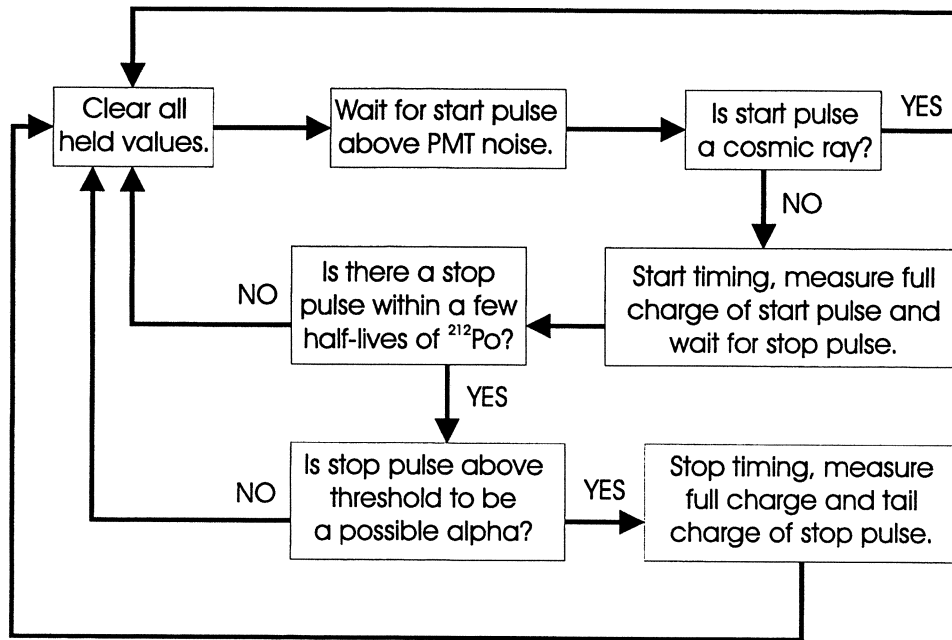 Clear all
held values.
Wait for start pulse
above PMT noise.
Is start pulse
a cosmic ray?
YES
NO
Start timing, measure full
charge of start pulse and
wait for stop pulse.
Is there a stop
pulse within a few
half-lives of ²¹²Po?
NO
YES
Is stop pulse above
threshold to be
a possible alpha?
NO
YES
Stop timing, measure
full charge and tail
charge of stop pulse.